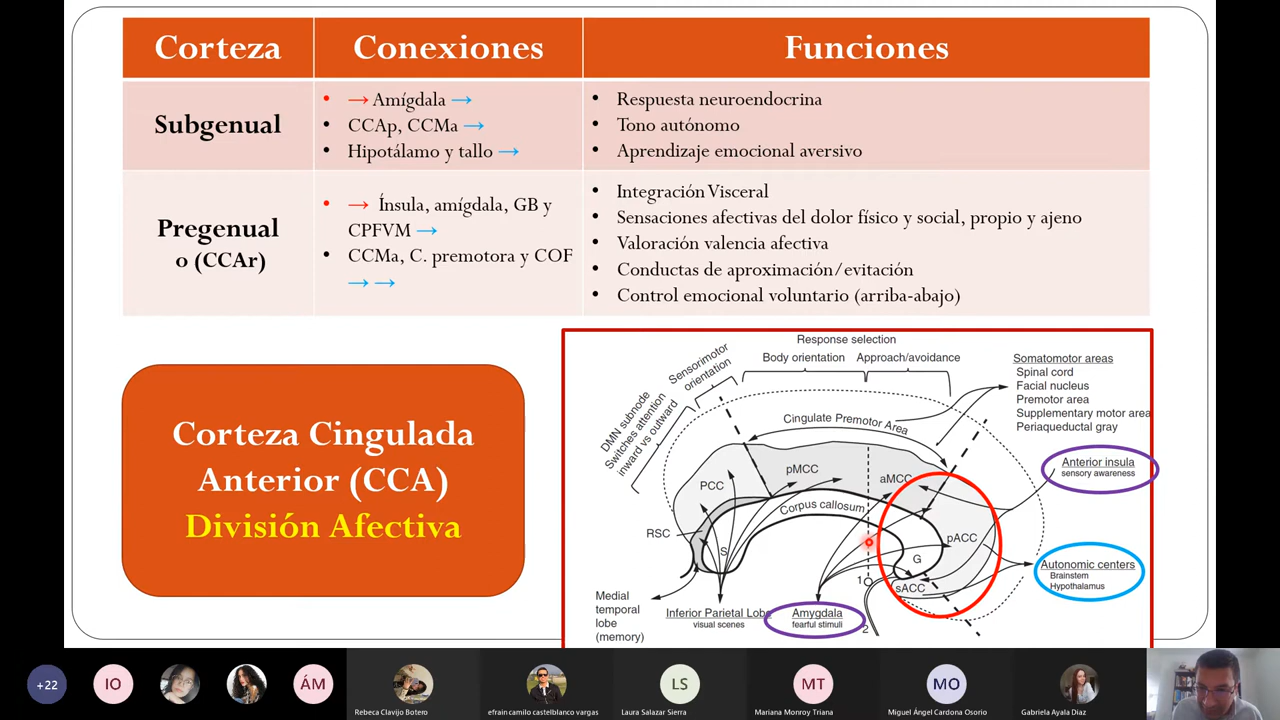 Corteza
Conexiones
Funciones
Subgenual
• → Amígdala →
• CCAp, CCMa →
• Hipotálamo y tallo →
• Respuesta neuroendocrina
• Tono autónomo
• Aprendizaje emocional aversivo
Pregenual
o (CCAr)
• → Ínsula, amígdala, GB y
CPFVM →
• CCMa, C. premotora y COF
→ →
• Integración Visceral
• Sensaciones afectivas del dolor físico y social, propio y ajeno
• Valoración valencia afectiva
• Conductas de aproximación/evitación
• Control emocional voluntario (arriba-abajo)
Corteza Cingulada
Anterior (CCA)
División Afectiva
Response selection
Body orientation
Approach/avoidance
Sensorimotor
orientation
DMN subnode
Switches attention
inward vs outward
Cingulate Premotor Area
Somatomotor areas
Spinal cord
Facial nucleus
Premotor area
Supplementary motor area
Periaqueductal gray
Anterior insula
sensory awareness
pMCC
aMCC
PCC
Corpus callosum
RSC
S
pACC
G
sACC
1
2
Autonomic centers
Brainstem
Hypothalamus
Medial
temporal
lobe
(memory)
Inferior Parietal Lobe
visual scenes
Amygdala
fearful stimuli
+22
IO
ÁM
LS
MT
MO
Rebeca Clavijo Botero
efrain camilo castelblanco vargas
Laura Salazar Sierra
Mariana Monroy Triana
Miguel Ángel Cardona Osorio
Gabriela Ayala Diaz